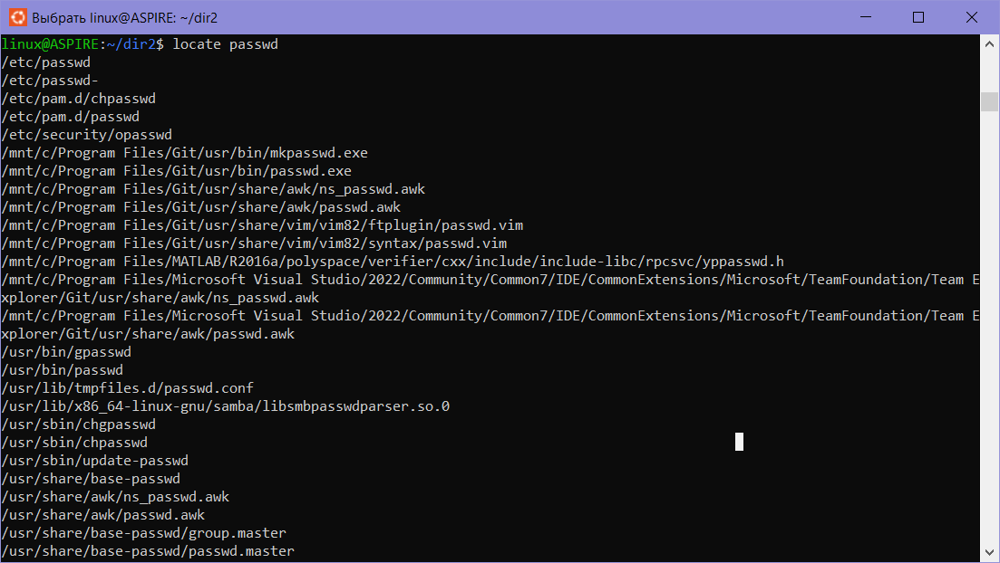 Выбрать linux@ASPIRE: ~/dir2
linux@ASPIRE:~/dir2$ locate passwd
/etc/passwd
/etc/passwd-
/etc/pam.d/chpasswd
/etc/pam.d/passwd
/etc/security/opasswd
/mnt/c/Program Files/Git/usr/bin/mkpasswd.exe
/mnt/c/Program Files/Git/usr/bin/passwd.exe
/mnt/c/Program Files/Git/usr/share/awk/ns_passwd.awk
/mnt/c/Program Files/Git/usr/share/awk/passwd.awk
/mnt/c/Program Files/Git/usr/share/vim/vim82/ftplugin/passwd.vim
/mnt/c/Program Files/Git/usr/share/vim/vim82/syntax/passwd.vim
/mnt/c/Program Files/MATLAB/R2016a/polyspace/verifier/cxx/include/include-libc/rpcsvc/yppasswd.h
/mnt/c/Program Files/Microsoft Visual Studio/2022/Community/Common7/IDE/CommonExtensions/Microsoft/TeamFoundation/Team E
xplorer/Git/usr/share/awk/ns_passwd.awk
/mnt/c/Program Files/Microsoft Visual Studio/2022/Community/Common7/IDE/CommonExtensions/Microsoft/TeamFoundation/Team E
xplorer/Git/usr/share/awk/passwd.awk
/usr/bin/gpasswd
/usr/bin/passwd
/usr/lib/tmpfiles.d/passwd.conf
/usr/lib/x86_64-linux-gnu/samba/libsmbpasswdparser.so.0
/usr/sbin/chgpasswd
/usr/sbin/chpasswd
/usr/sbin/update-passwd
/usr/share/base-passwd
/usr/share/awk/ns_passwd.awk
/usr/share/awk/passwd.awk
/usr/share/base-passwd/group.master
/usr/share/base-passwd/passwd.master